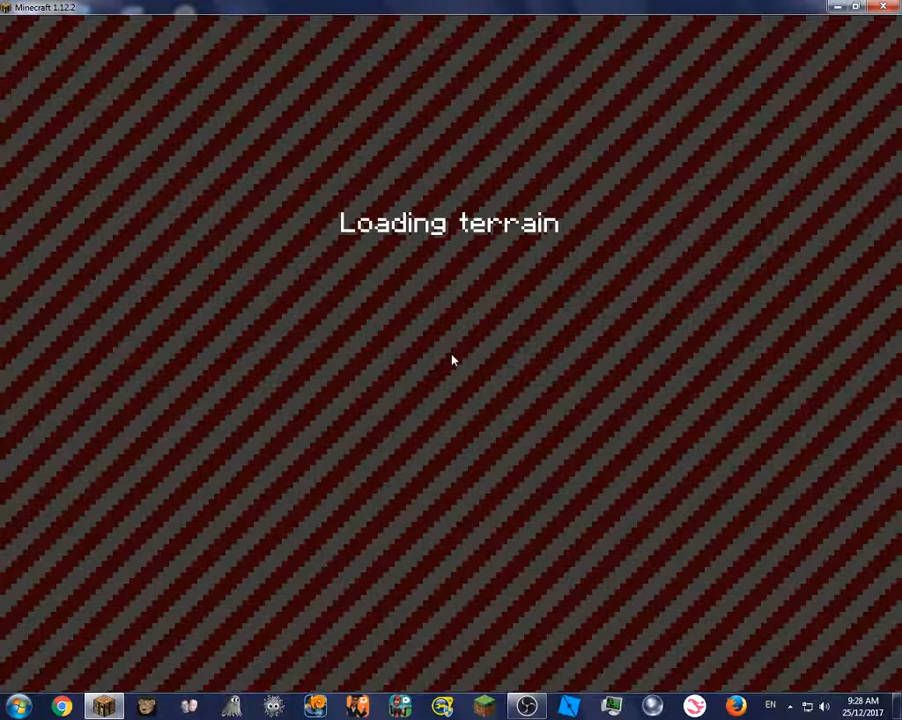 Minecraft 1.12.2
Loading terrain
EN
9:28 AM
25/12/2017